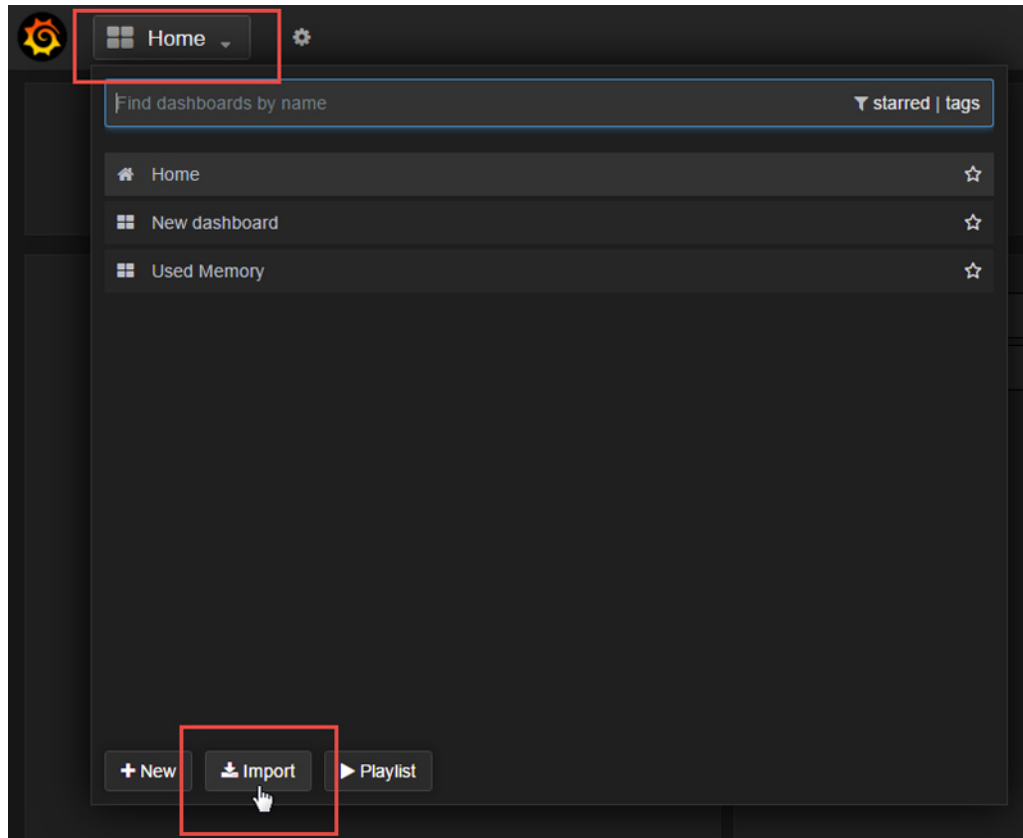 Home
Find dashboards by name starred | tags
Home
New dashboard
Used Memory
New Import Playlist